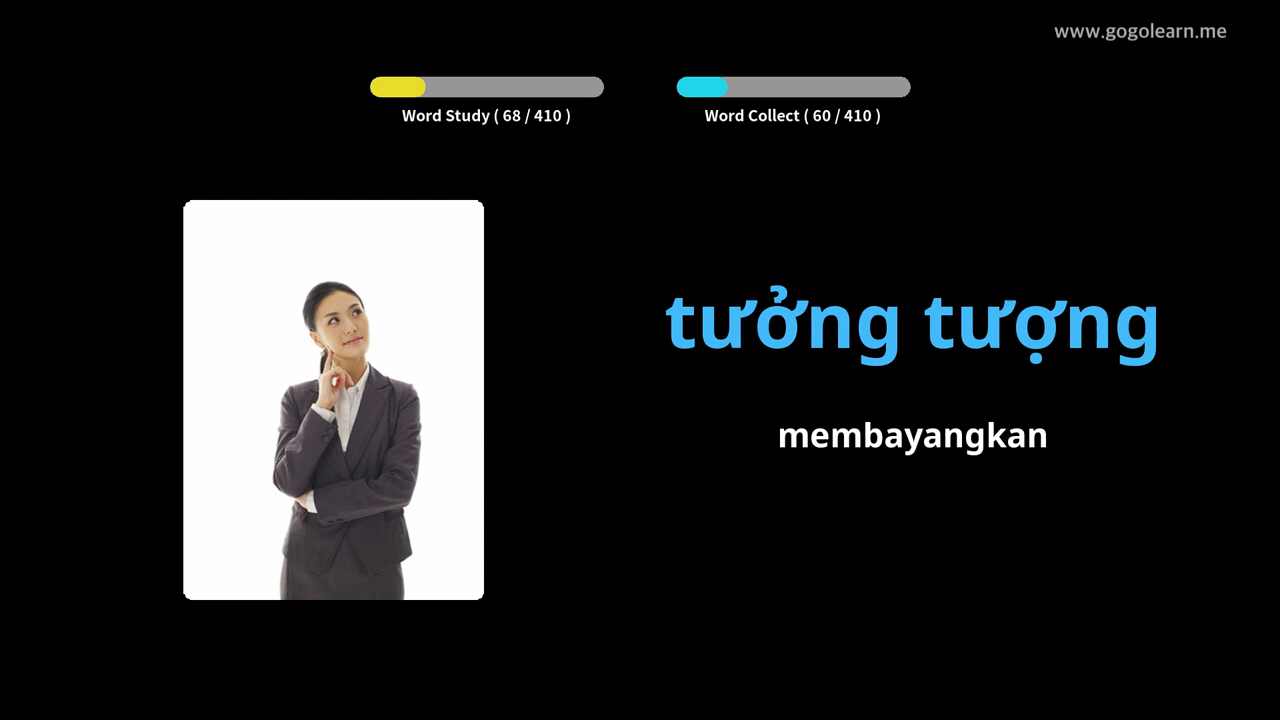 www.gogolearn.me
Word Study ( 68 / 410 )
Word Collect ( 60 / 410 )
tưởng tượng
membayangkan